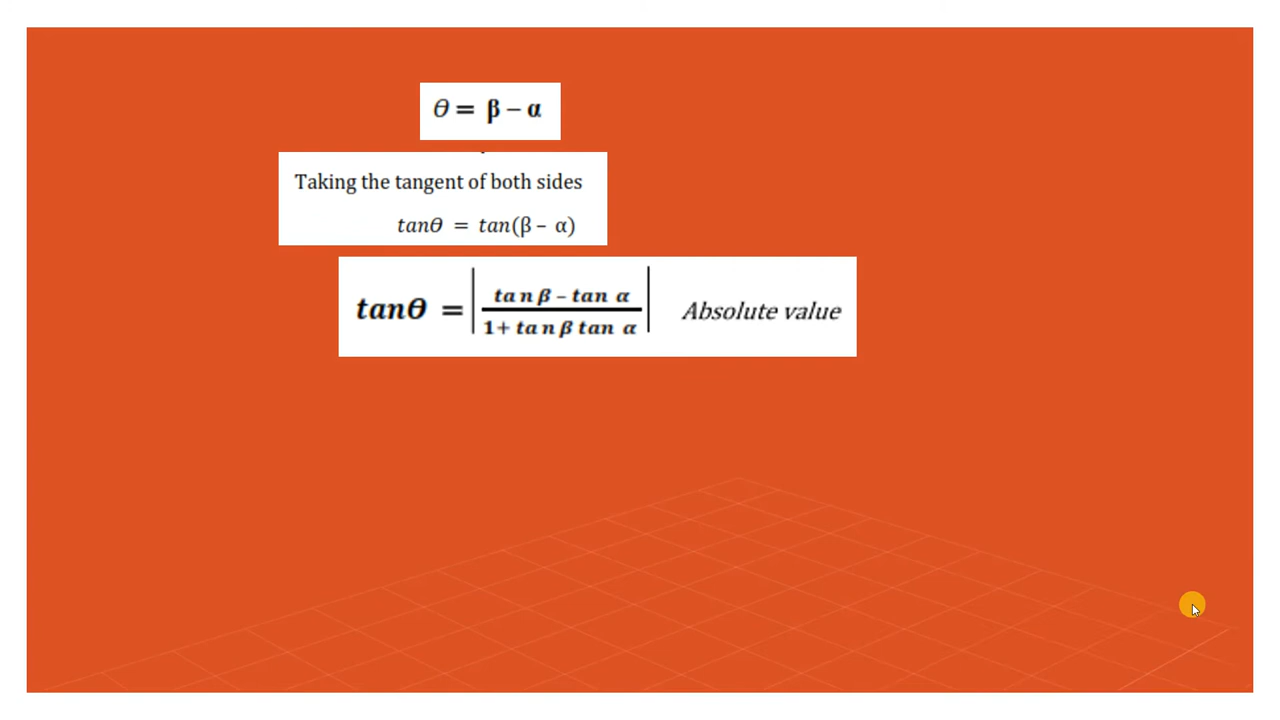 θ = β – α
Taking the tangent of both sides
tanθ = tan(β – α)
tanθ = | (tan β – tan α) / (1+ tan β tan α) | Absolute value